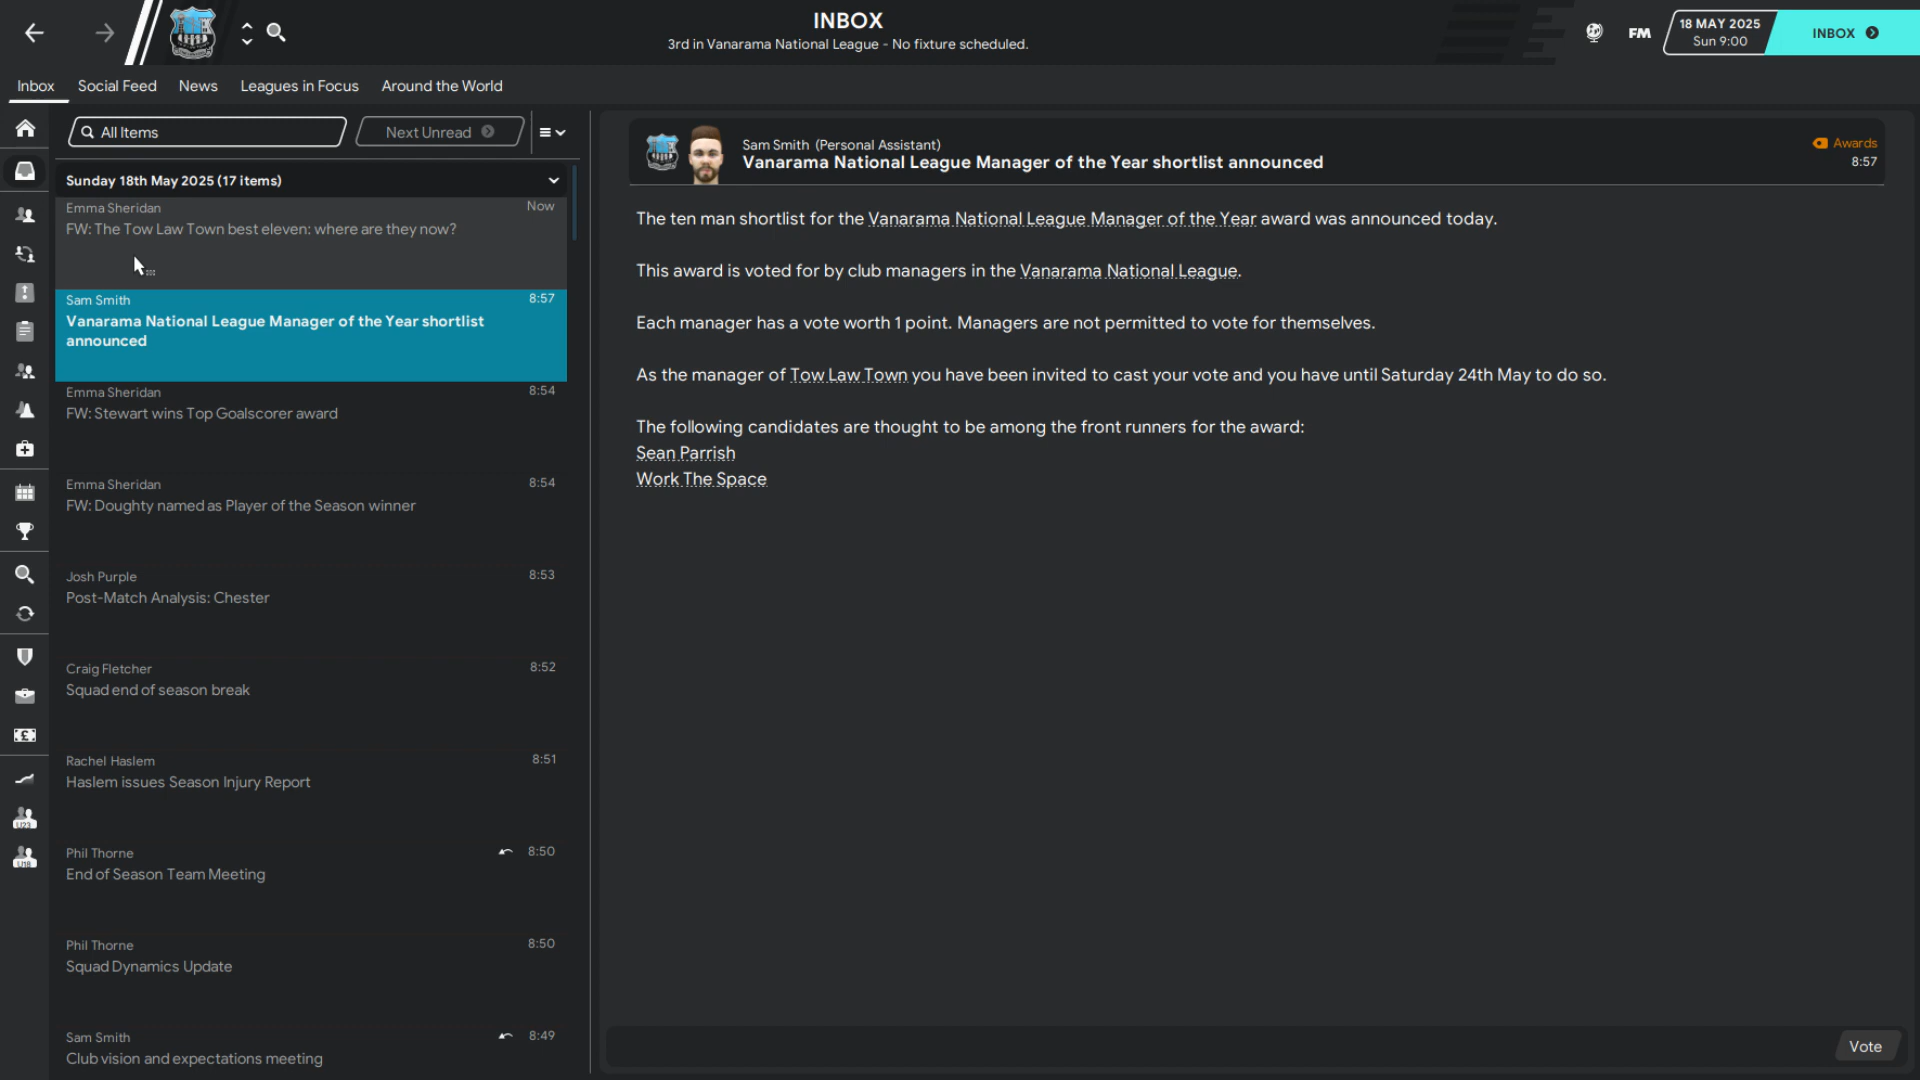 INBOX
3rd in Vanarama National League - No fixture scheduled.
FM
18 MAY 2025
Sun 9:00
INBOX
Inbox
Social Feed
News
Leagues in Focus
Around the World
All Items
Next Unread
Sunday 18th May 2025 (17 items)
Emma Sheridan
Now
FW: The Tow Law Town best eleven: where are they now?
Sam Smith
8:57
Vanarama National League Manager of the Year shortlist
announced
Emma Sheridan
8:54
FW: Stewart wins Top Goalscorer award
Emma Sheridan
8:54
FW: Doughty named as Player of the Season winner
Josh Purple
8:53
Post-Match Analysis: Chester
Craig Fletcher
8:52
Squad end of season break
Rachel Haslem
8:51
Haslem issues Season Injury Report
Phil Thorne
8:50
End of Season Team Meeting
Phil Thorne
8:50
Squad Dynamics Update
Sam Smith
8:49
Club vision and expectations meeting
U23
U18
Sam Smith (Personal Assistant)
Vanarama National League Manager of the Year shortlist announced
Awards
8:57
The ten man shortlist for the Vanarama National League Manager of the Year award was announced today.
This award is voted for by club managers in the Vanarama National League.
Each manager has a vote worth 1 point. Managers are not permitted to vote for themselves.
As the manager of Tow Law Town you have been invited to cast your vote and you have until Saturday 24th May to do so.
The following candidates are thought to be among the front runners for the award:
Sean Parrish
Work The Space
Vote